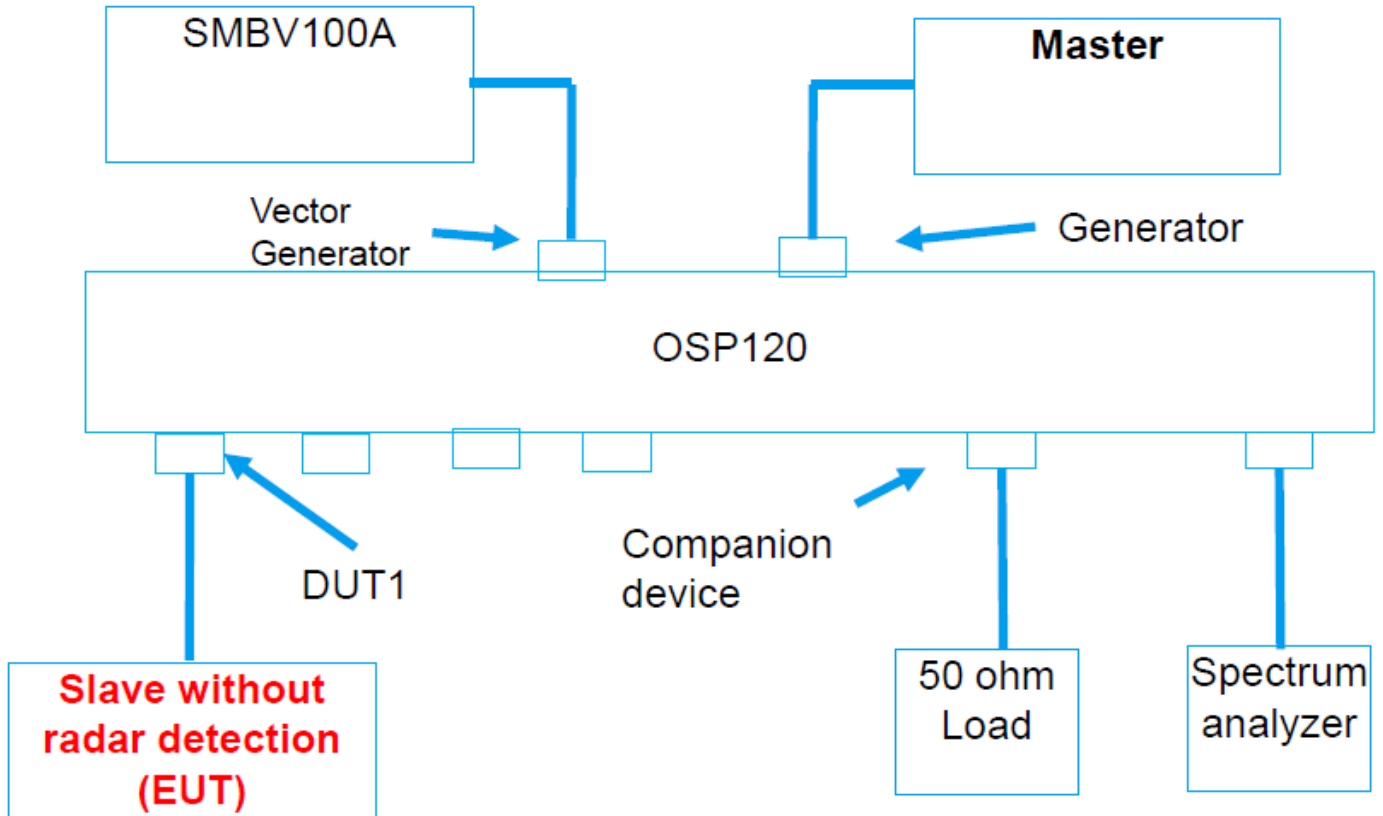 SMBV100A
Master
Vector
Generator
Generator
OSP120
DUT1
Companion
device
Slave without
radar detection
(EUT)
50 ohm
Load
Spectrum
analyzer